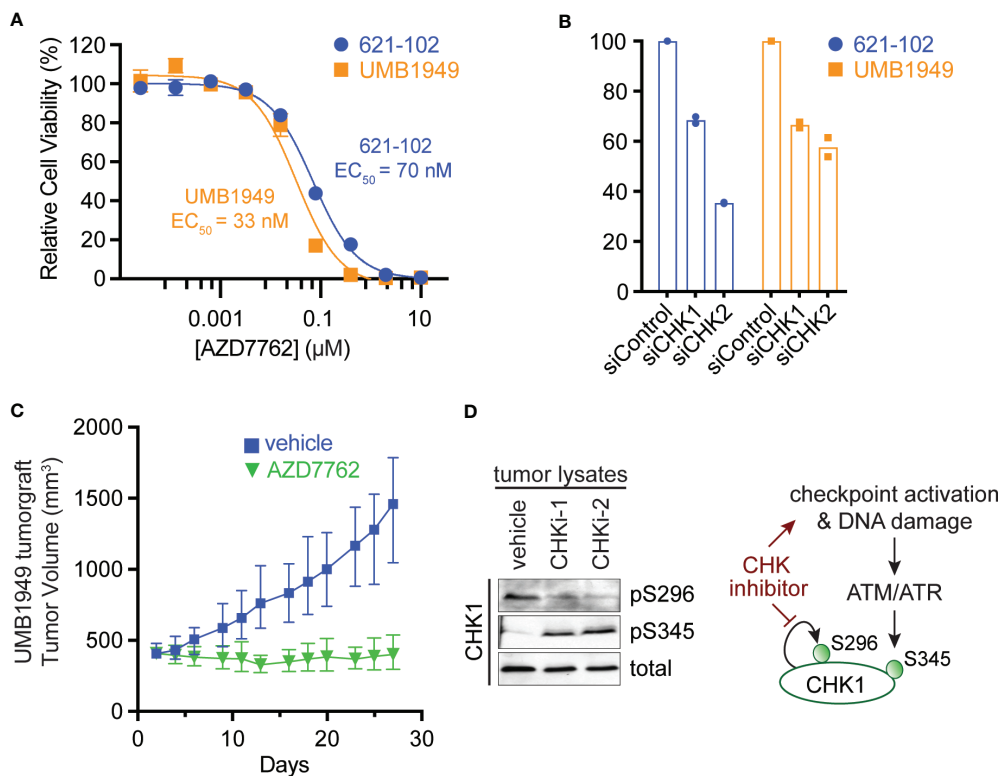 A
621-102
UMB1949
Relative Cell Viability (%)
120
100
80
60
40
20
0
621-102
EC50 = 70 nM
UMB1949
EC50 = 33 nM
0.001
0.1
10
[AZD7762] (µM)
B
621-102
UMB1949
100
80
60
40
20
0
siControl
siCHK1
siCHK2
siControl
siCHK1
siCHK2
C
UMB1949 tumorgraft
Tumor Volume (mm³)
2000
1500
1000
500
0
vehicle
AZD7762
0
10
20
30
Days
D
tumor lysates
vehicle
CHKi-1
CHKi-2
CHK1
pS296
pS345
total
checkpoint activation
& DNA damage
CHK
inhibitor
ATM/ATR
S296
S345
CHK1